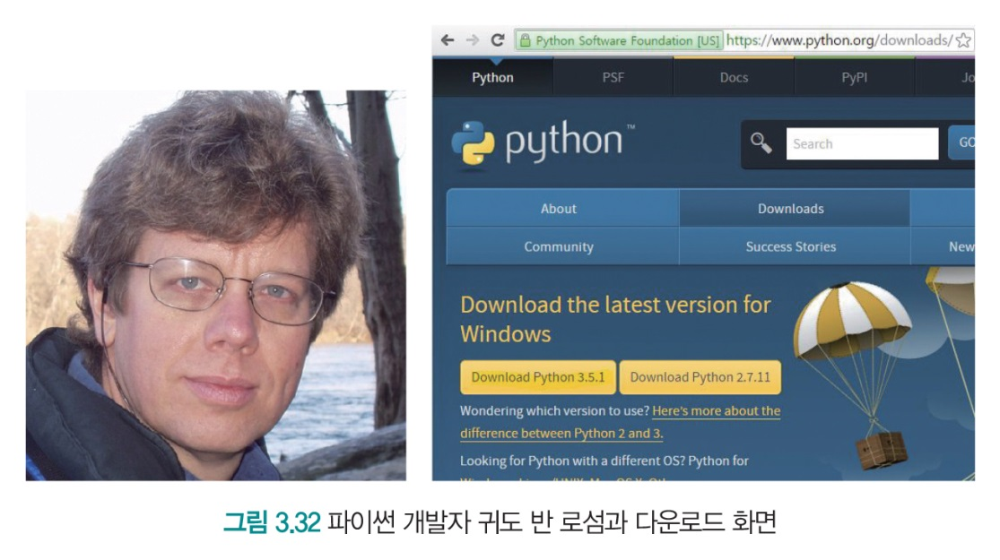 Python Software Foundation [US] https://www.python.org/downloads/
Python PSF Docs PyPI Jo
python™
Search GO
About Downloads
Community Success Stories New
Download the latest version for
Windows
Download Python 3.5.1 Download Python 2.7.11
Wondering which version to use? Here's more about the
difference between Python 2 and 3.
Looking for Python with a different OS? Python for
그림 3.32 파이썬 개발자 귀도 반 로섬과 다운로드 화면